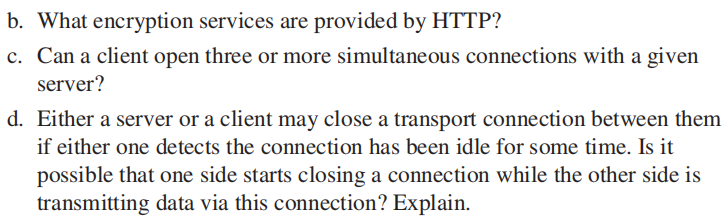 b. What encryption services are provided by HTTP?
c. Can a client open three or more simultaneous connections with a given
server?
d. Either a server or a client may close a transport connection between them
if either one detects the connection has been idle for some time. Is it
possible that one side starts closing a connection while the other side is
transmitting data via this connection? Explain.